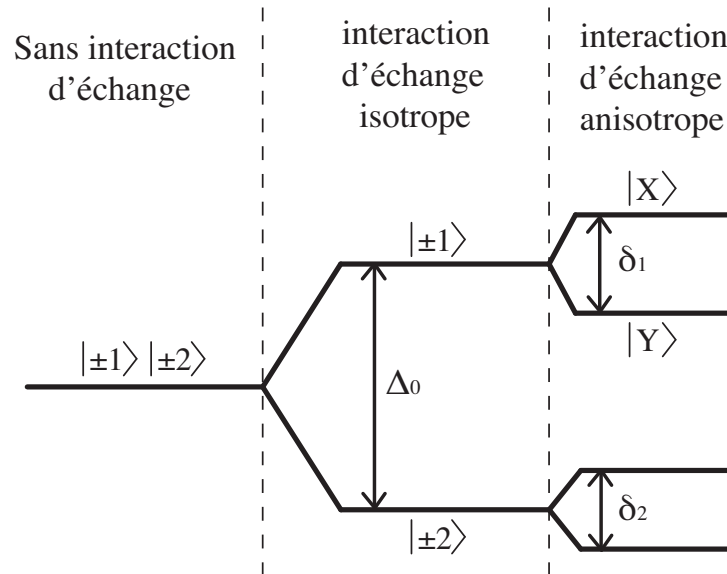 Sans interaction
d'échange
interaction
d'échange
isotrope
interaction
d'échange
anisotrope
|X⟩
|±1⟩
δ1
|Y⟩
|±1⟩ |±2⟩
Δ0
δ2
|±2⟩